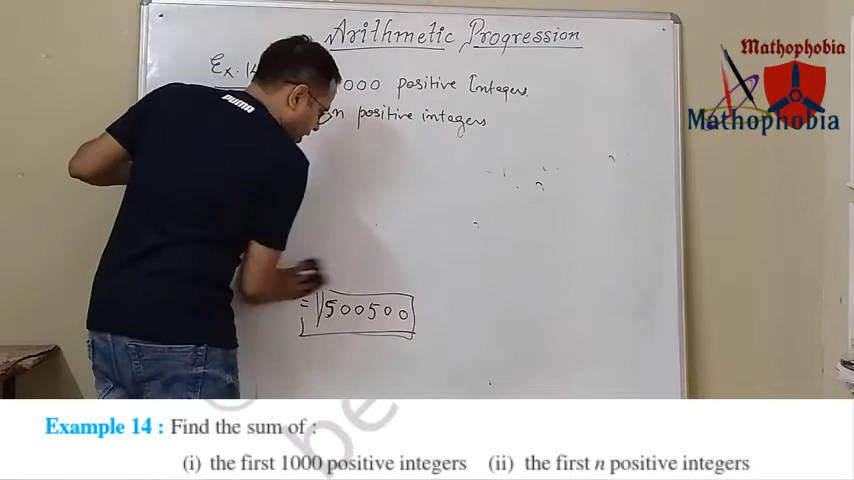 Arithmetic Progression
Ex. 14
000 positive Integers.
n positive integers
= 500500
Mathophobia
Mathophobia
PUMA
be
Example 14 : Find the sum of :
(i) the first 1000 positive integers (ii) the first n positive integers